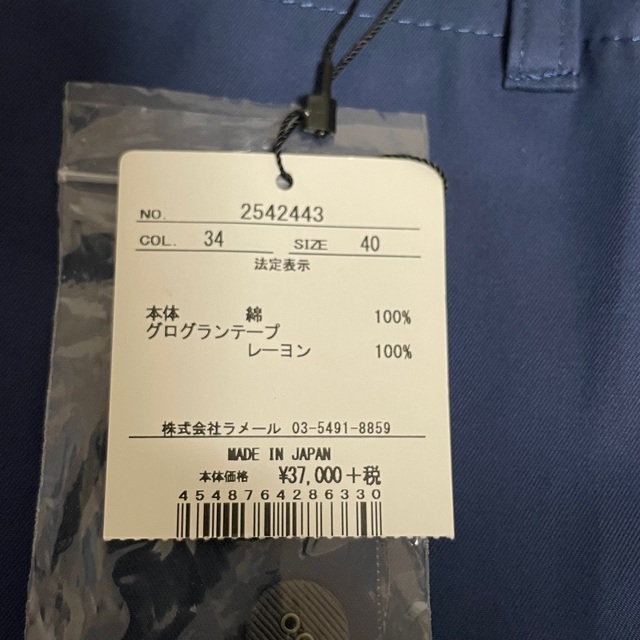 NO. 2542443
COL. 34 SIZE 40
法定表示
本体 綿 100%
グログランテープ
レーヨン 100%
株式会社ラメール 03-5491-8859
MADE IN JAPAN
本体価格 ¥37,000+税
4548764286330